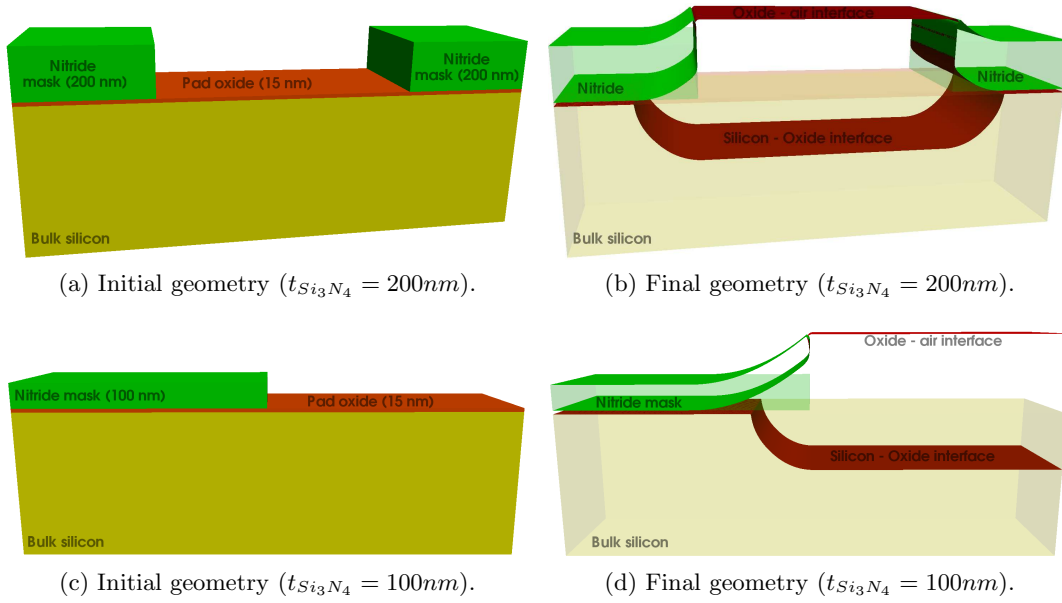 Nitride
mask (200 nm)
Pad oxide (15 nm)
Nitride
mask (200 nm)
Bulk silicon
(a) Initial geometry ($t_{Si_3N_4} = 200nm$).
Oxide - air interface
Nitride
Nitride
Silicon - Oxide interface
Bulk silicon
(b) Final geometry ($t_{Si_3N_4} = 200nm$).
Nitride mask (100 nm)
Pad oxide (15 nm)
Bulk silicon
(c) Initial geometry ($t_{Si_3N_4} = 100nm$).
Oxide - air interface
Nitride mask
Silicon - Oxide interface
Bulk silicon
(d) Final geometry ($t_{Si_3N_4} = 100nm$).